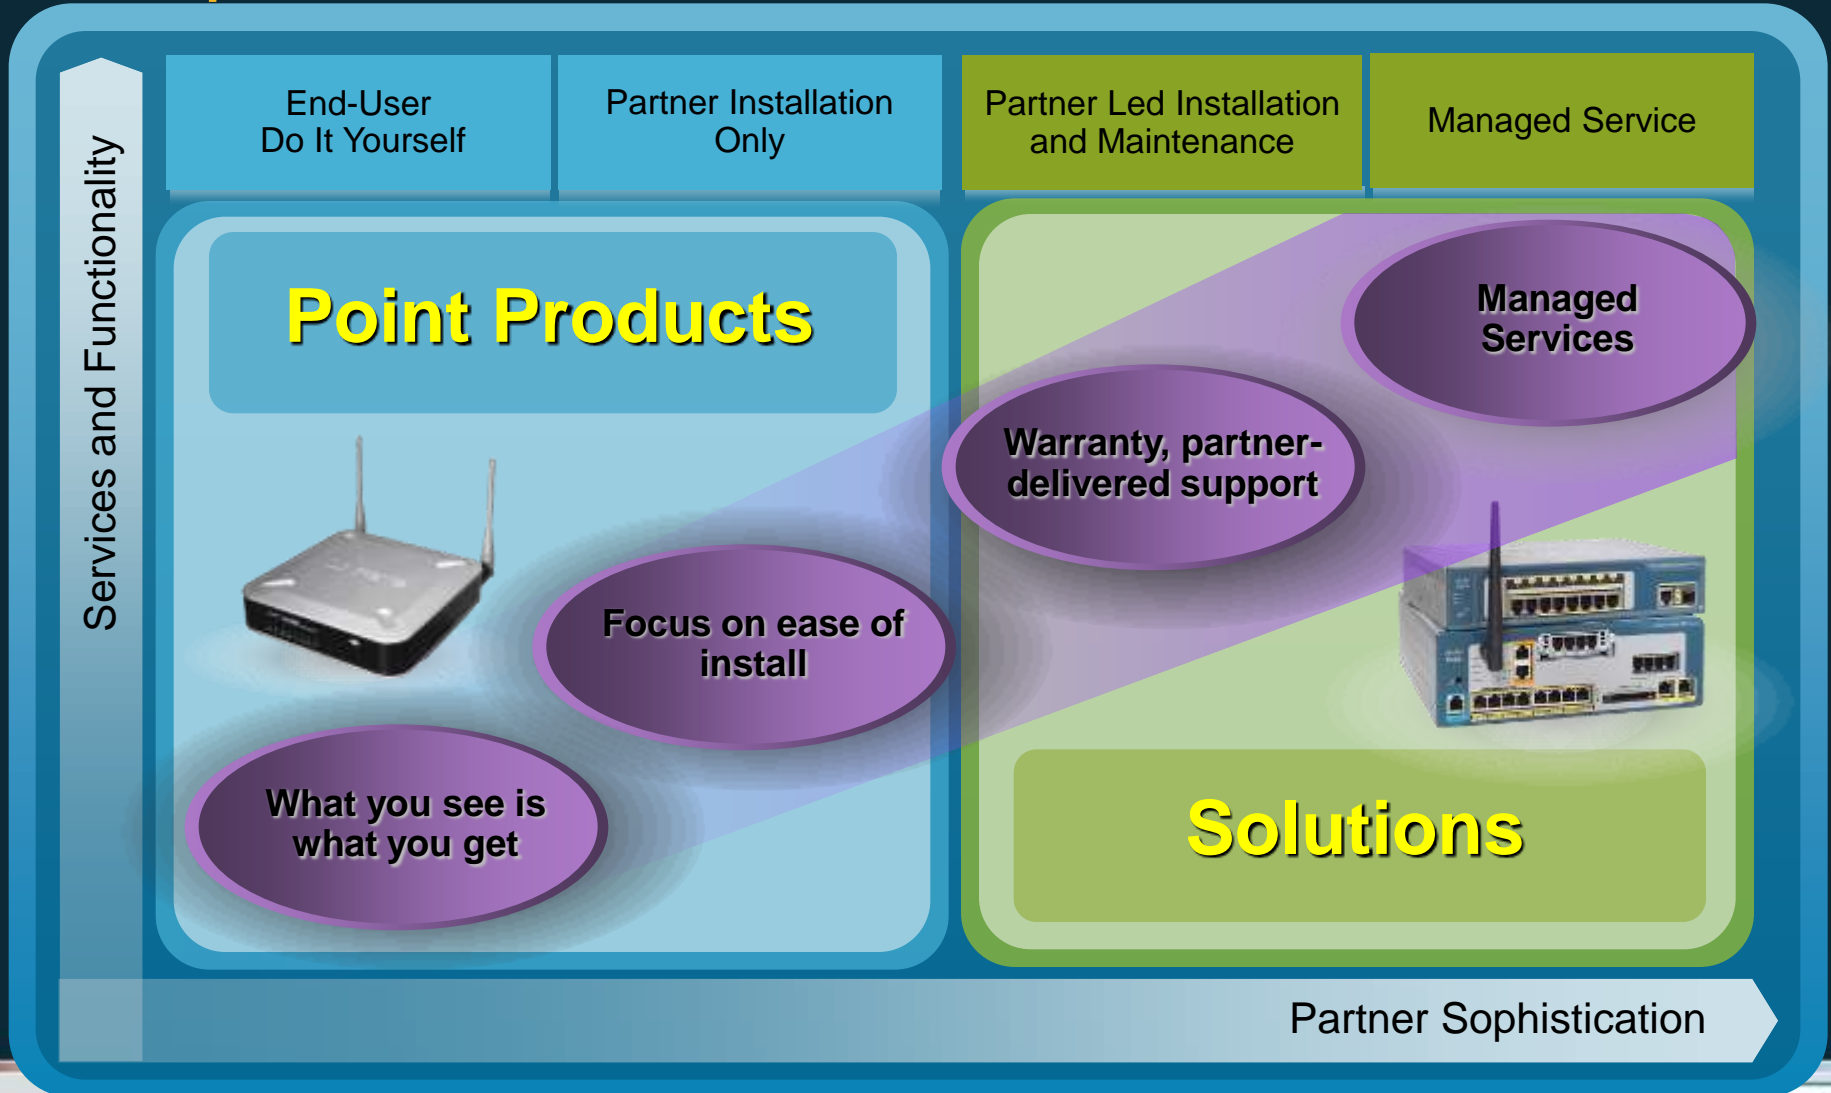 End-User
Do It Yourself
Partner Installation
Only
Partner Led Installation
and Maintenance
Managed Service
Services and Functionality
Point Products
Managed
Services
Warranty, partner-
delivered support
Focus on ease of
install
What you see is
what you get
Solutions
Partner Sophistication